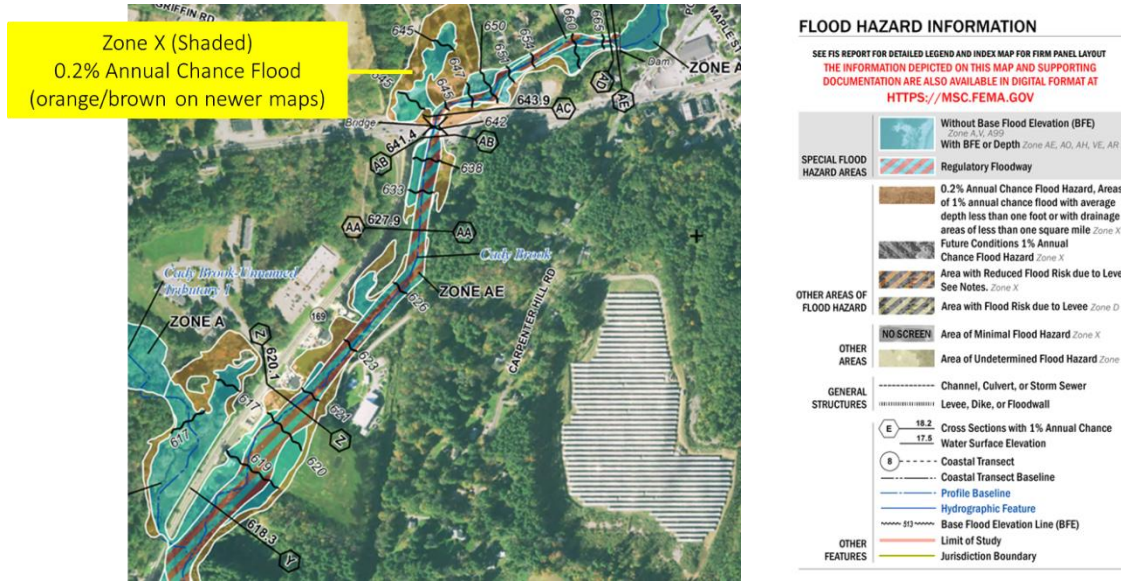 Zone X (Shaded)
0.2% Annual Chance Flood
(orange/brown on newer maps)
GRIFFIN RD
MAPLE ST
645
650
654
660
665
651
647
645
645
Dam
ZONE A
AD
AE
643.9
AC
642
Bridge
641.4
AB
AB
638
633
627.9
AA
AA
Cady Brook
Cady Brook-Unnamed
Tributary 1
ZONE AE
626
CARPENTER HILL RD
ZONE A
169
Z
620.1
623
617
621
617
Z
619
620
618.3
Y
FLOOD HAZARD INFORMATION
SEE FIS REPORT FOR DETAILED LEGEND AND INDEX MAP FOR FIRM PANEL LAYOUT
THE INFORMATION DEPICTED ON THIS MAP AND SUPPORTING
DOCUMENTATION ARE ALSO AVAILABLE IN DIGITAL FORMAT AT
HTTPS://MSC.FEMA.GOV
SPECIAL FLOOD
HAZARD AREAS
Without Base Flood Elevation (BFE)
Zone A,V, A99
With BFE or Depth Zone AE, AO, AH, VE, AR
Regulatory Floodway
OTHER AREAS OF
FLOOD HAZARD
0.2% Annual Chance Flood Hazard, Areas
of 1% annual chance flood with average
depth less than one foot or with drainage
areas of less than one square mile Zone X
Future Conditions 1% Annual
Chance Flood Hazard Zone X
Area with Reduced Flood Risk due to Leve
See Notes. Zone X
Area with Flood Risk due to Levee Zone D
OTHER
AREAS
NO SCREEN Area of Minimal Flood Hazard Zone X
Area of Undetermined Flood Hazard Zone
GENERAL
STRUCTURES
Channel, Culvert, or Storm Sewer
Levee, Dike, or Floodwall
OTHER
FEATURES
E 18.2 Cross Sections with 1% Annual Chance
17.5 Water Surface Elevation
8 Coastal Transect
Coastal Transect Baseline
Profile Baseline
Hydrographic Feature
513 Base Flood Elevation Line (BFE)
Limit of Study
Jurisdiction Boundary